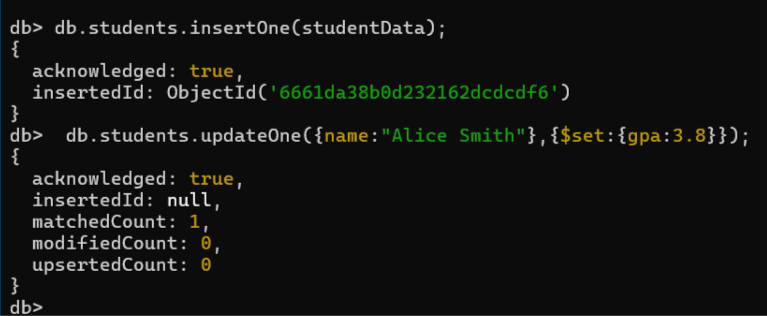 db> db.students.insertOne(studentData);
{
  acknowledged: true,
  insertedId: ObjectId('6661da38b0d232162dcdcdf6')
}
db>  db.students.updateOne({name:"Alice Smith"},{$set:{gpa:3.8}});
{
  acknowledged: true,
  insertedId: null,
  matchedCount: 1,
  modifiedCount: 0,
  upsertedCount: 0
}
db>